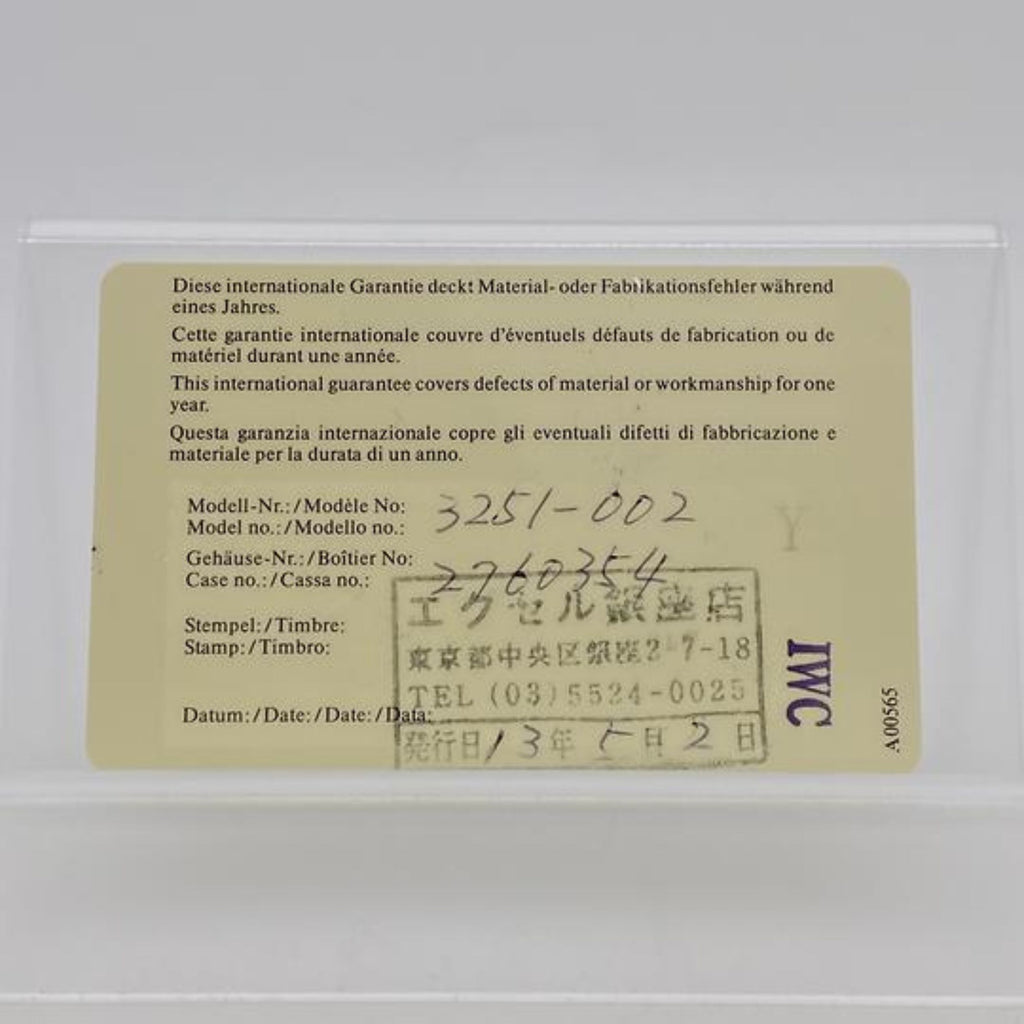 Diese internationale Garantie deckt Material- oder Fabrikationsfehler während
eines Jahres.
Cette garantie internationale couvre d'éventuels défauts de fabrication ou de
matériel durant une année.
This international guarantee covers defects of material or workmanship for one
year.
Questa garanzia internazionale copre gli eventuali difetti di fabbricazione e
materiale per la durata di un anno.
Modell-Nr.:/Modèle No:
Model no.:/Modello no.:
3251-002
Gehäuse-Nr.:/Boîtier No:
Case no.:/Cassa no.:
2760354
Stempel:/Timbre:
Stamp:/Timbro:
エクセル銀座店
東京都中央区銀座2-7-18
TEL (03)5524-0025
Datum:/Date:/Date:/Data:
発行日 13年 5月 2日
IWC
A00565
Y